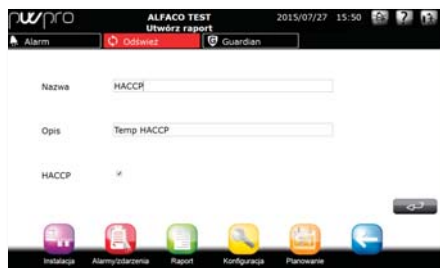 pwpro
ALFACO TEST
Utwórz raport
2015/07/27 15:50
Alarm
Odśwież
Guardian
Nazwa HACCP
Opis Temp HACCP
HACCP
Instalacja Alarmy/zdarzenia Raport Konfiguracja Planowanie